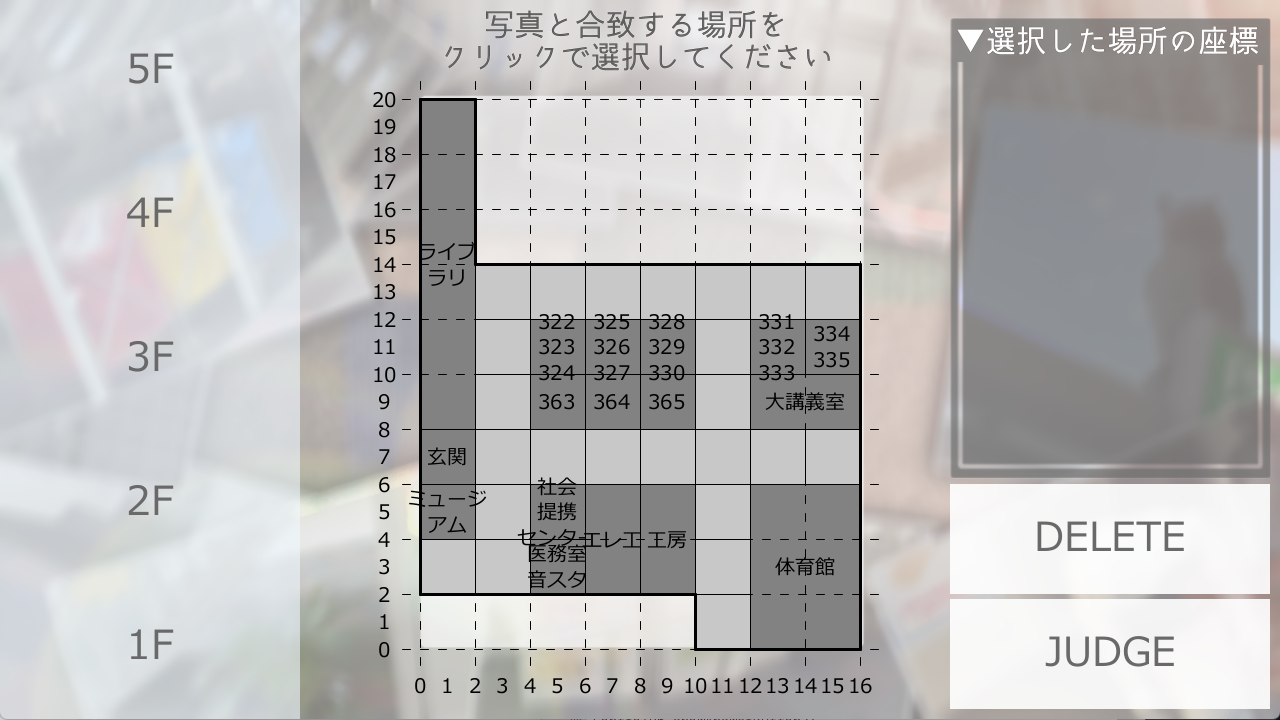 写真と合致する場所を
クリックで選択してください
▼選択した場所の座標
5F
4F
3F
2F
1F
20
19
18
17
16
15
14
13
12
11
10
9
8
7
6
5
4
3
2
1
0
0 1 2 3 4 5 6 7 8 9 10 11 12 13 14 15 16
ライブ
ラリ
322 325 328 331
323 326 329 332
324 327 330 333
334
335
363 364 365 大講義室
玄関
ミュージ
アム
社会
提携
センター
エレ工
工房
医務室
音スタ
体育館
DELETE
JUDGE